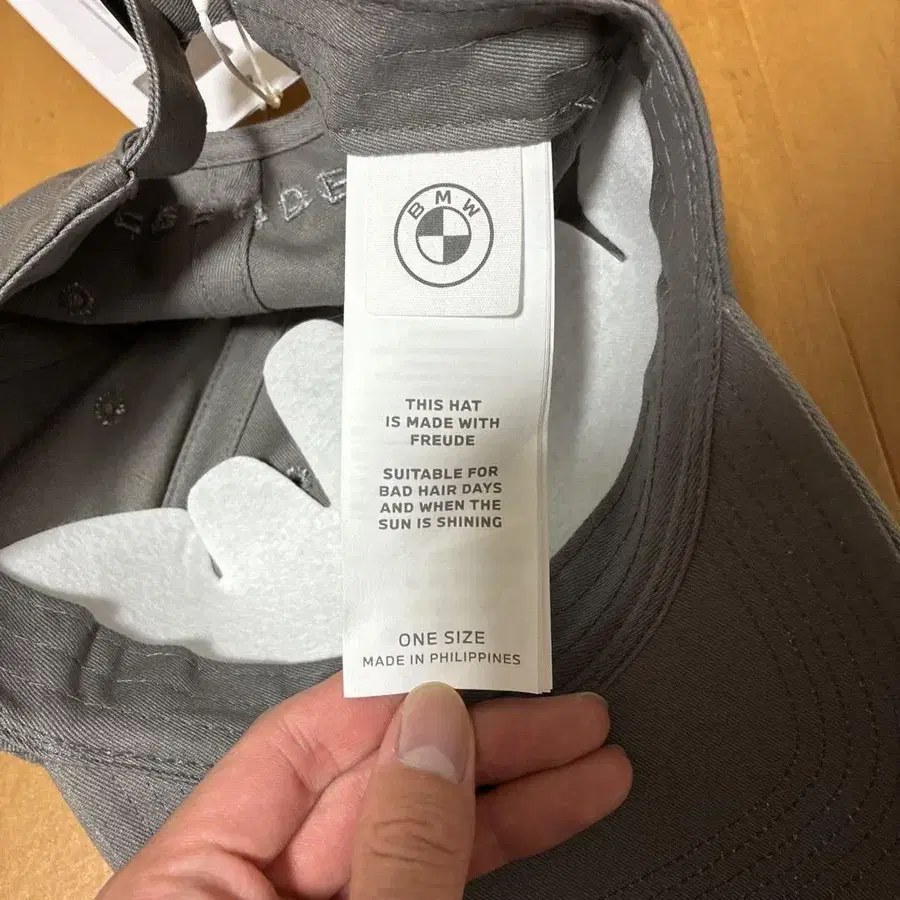 BMW
THIS HAT
IS MADE WITH
FREUDE
SUITABLE FOR
BAD HAIR DAYS
AND WHEN THE
SUN IS SHINING
ONE SIZE
MADE IN PHILIPPINES